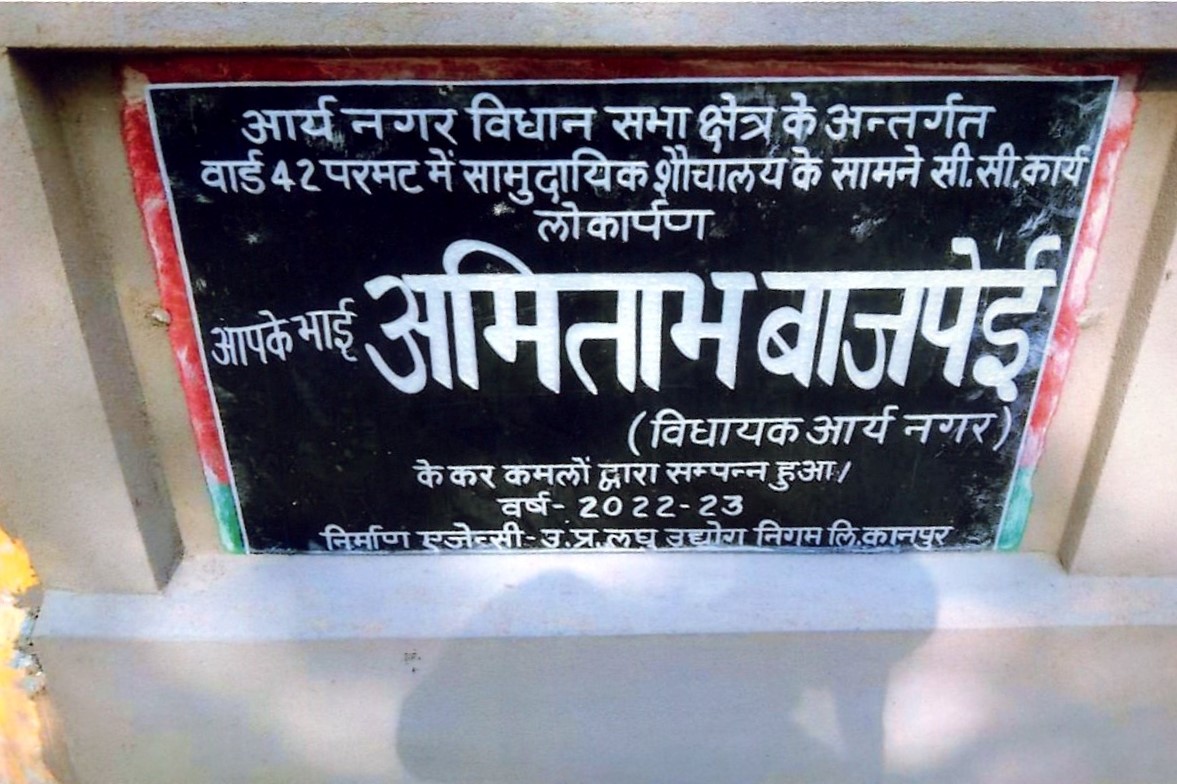 आर्य नगर विधान सभा क्षेत्र के अन्तर्गत
वार्ड 42 परमट में सामुदायिक शौचालय के सामने सी.सी.कार्य
लोकार्पण
आपके भाई अमिताभ बाजपेई
(विधायक आर्य नगर)
के कर कमलों द्वारा सम्पन्न हुआ।
वर्ष- 2022-23
निर्माण एजेन्सी- उ.प्र.लघु उद्योग निगम लि.कानपुर